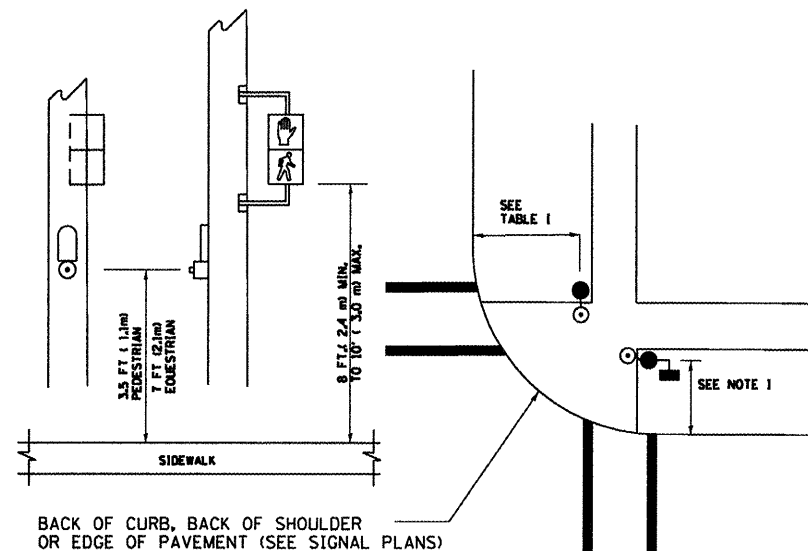 SEE
TABLE I
3.5 FT ( 1.1m)
PEDESTRIAN
7 FT (2.1m)
EQUESTRIAN
8 FT.( 2.4 m) MIN.
TO 10' ( 3.0 m) MAX.
SEE NOTE I
SIDEWALK
BACK OF CURB, BACK OF SHOULDER
OR EDGE OF PAVEMENT (SEE SIGNAL PLANS)